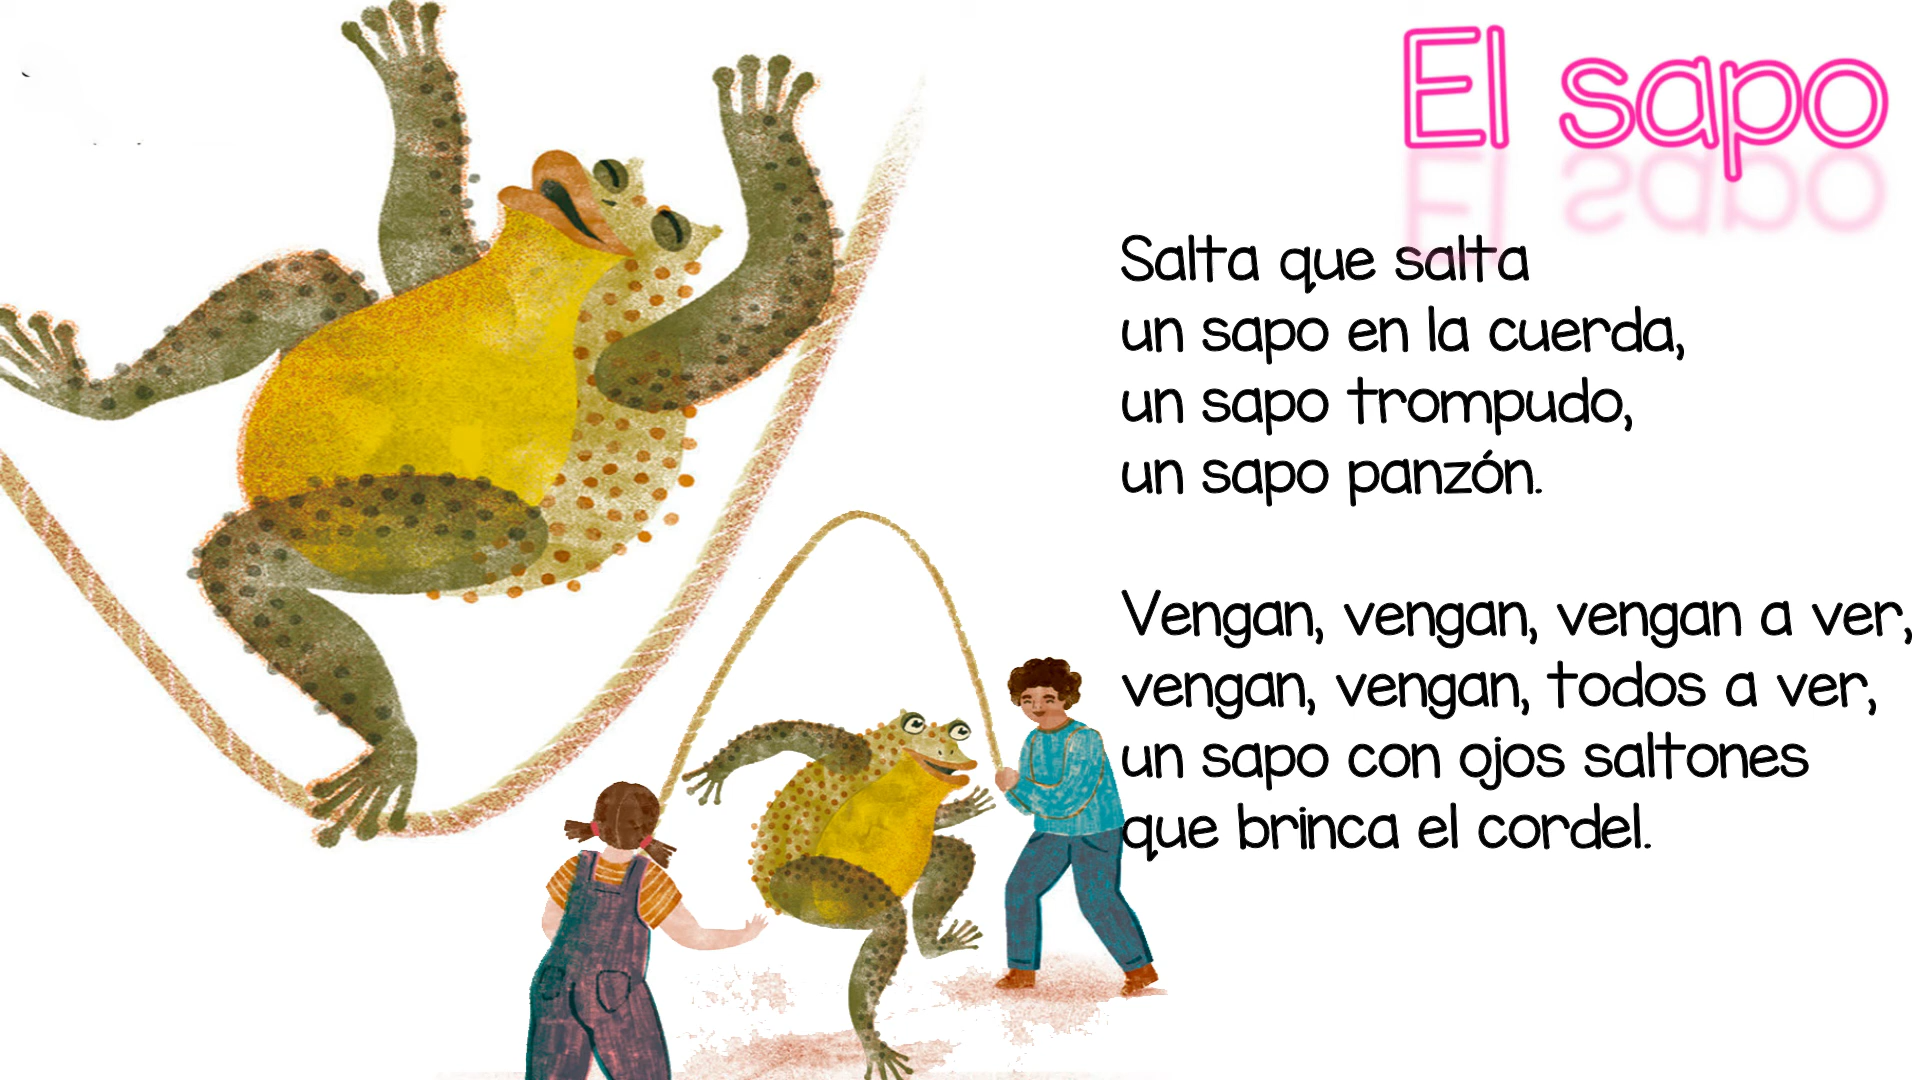 El sapo
Salta que salta
un sapo en la cuerda,
un sapo trompudo,
un sapo panzón.
Vengan, vengan, vengan a ver,
vengan, vengan, todos a ver,
un sapo con ojos saltones
que brinca el cordel.